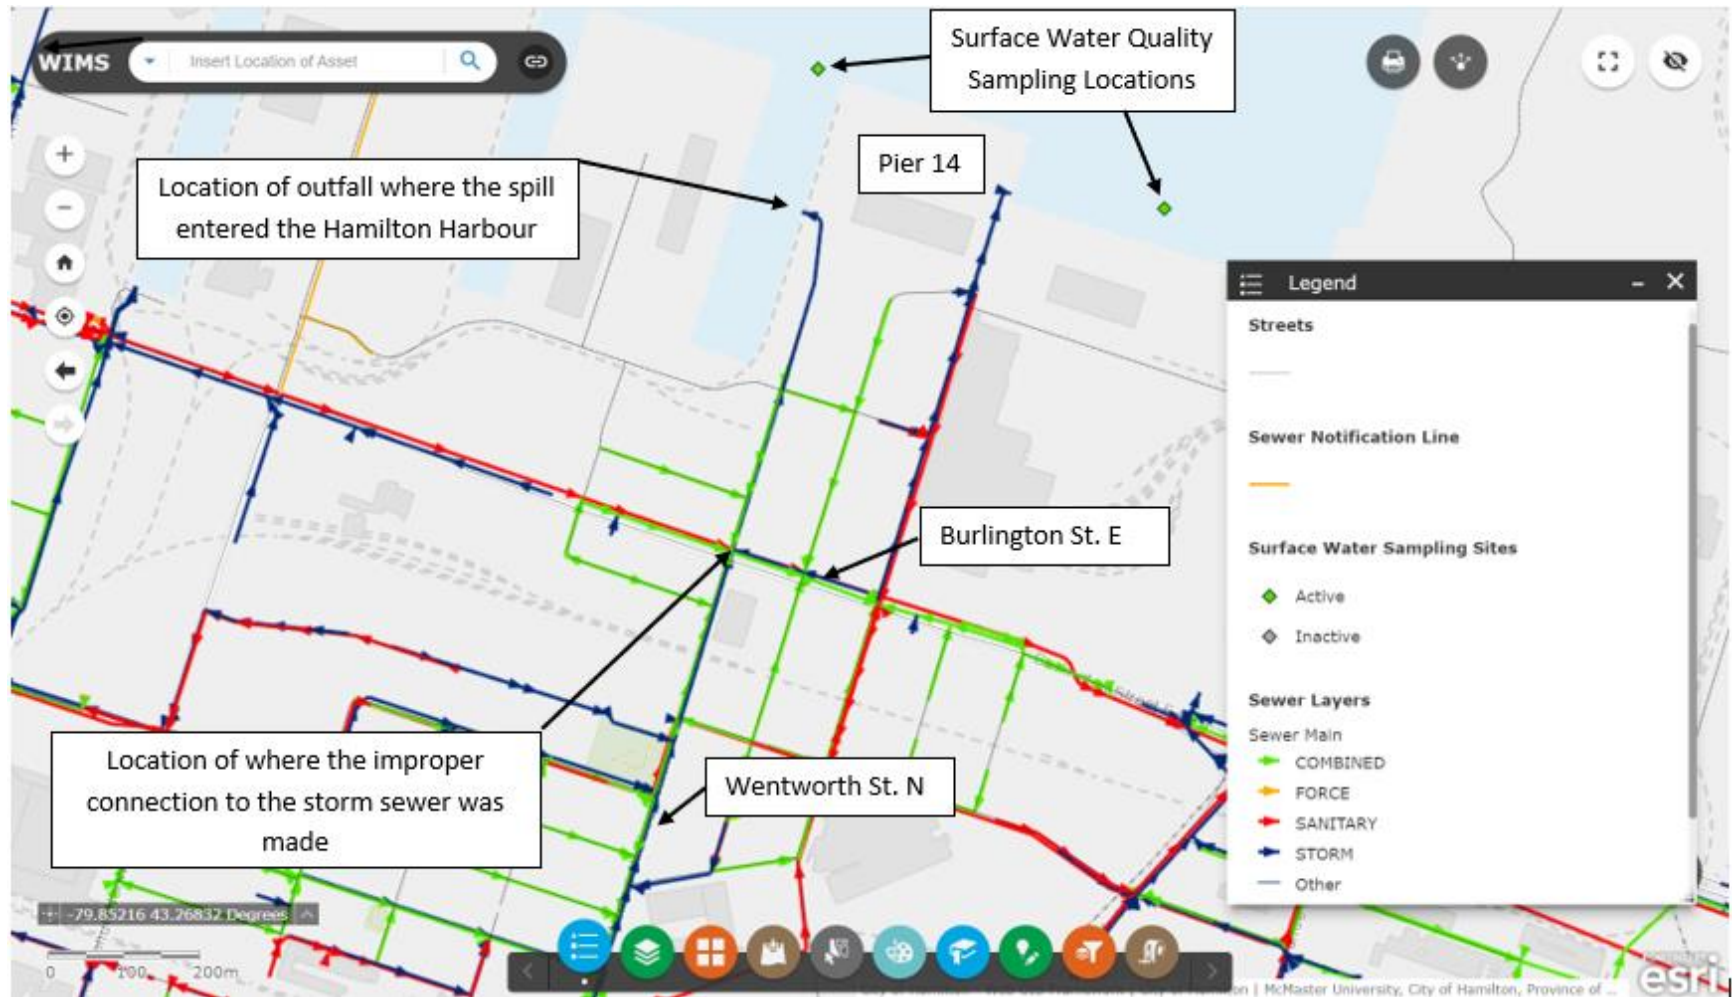 WIMS
Insert Location of Asset
Surface Water Quality
Sampling Locations
Pier 14
Location of outfall where the spill
entered the Hamilton Harbour
Legend
Streets
Sewer Notification Line
Surface Water Sampling Sites
Active
Inactive
Sewer Layers
Sewer Main
COMBINED
FORCE
SANITARY
STORM
Other
Burlington St. E
Location of where the improper
connection to the storm sewer was
made
Wentworth St. N
-79.85216 43.26832 Degrees
0 100 200m
City of Hamilton | McMaster University, City of Hamilton, Province of ...
esri